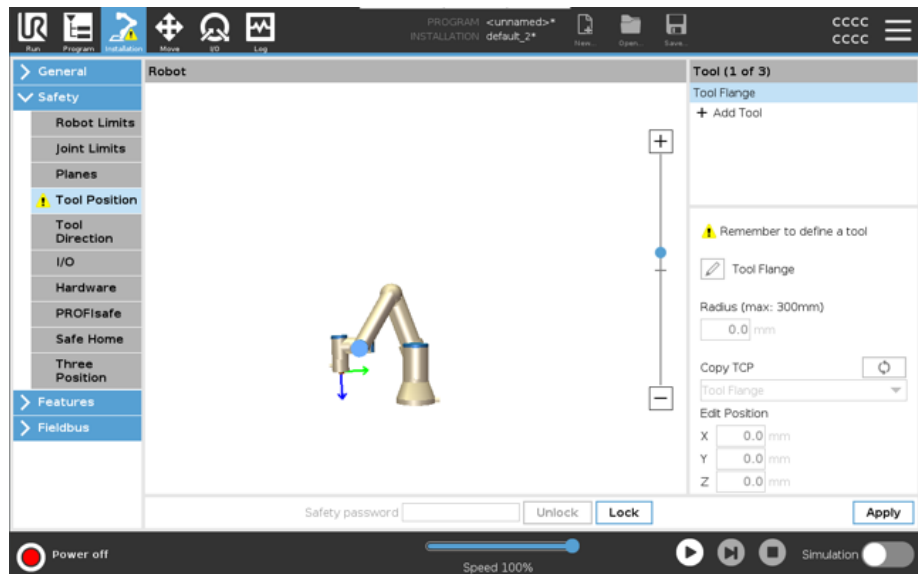 PROGRAM <unnamed>*
INSTALLATION default_2*
New... Open... Save...
CCCC
CCCC
UR
Run Program Installation Move I/O Log
General
Safety
Robot Limits
Joint Limits
Planes
Tool Position
Tool
Direction
I/O
Hardware
PROFIsafe
Safe Home
Three
Position
Features
Fieldbus
Robot
Tool (1 of 3)
Tool Flange
+ Add Tool
Remember to define a tool
Tool Flange
Radius (max: 300mm)
0.0 mm
Copy TCP
Tool Flange
Edit Position
X 0.0 mm
Y 0.0 mm
Z 0.0 mm
Safety password Unlock Lock
Apply
Power off
Speed 100%
Simulation